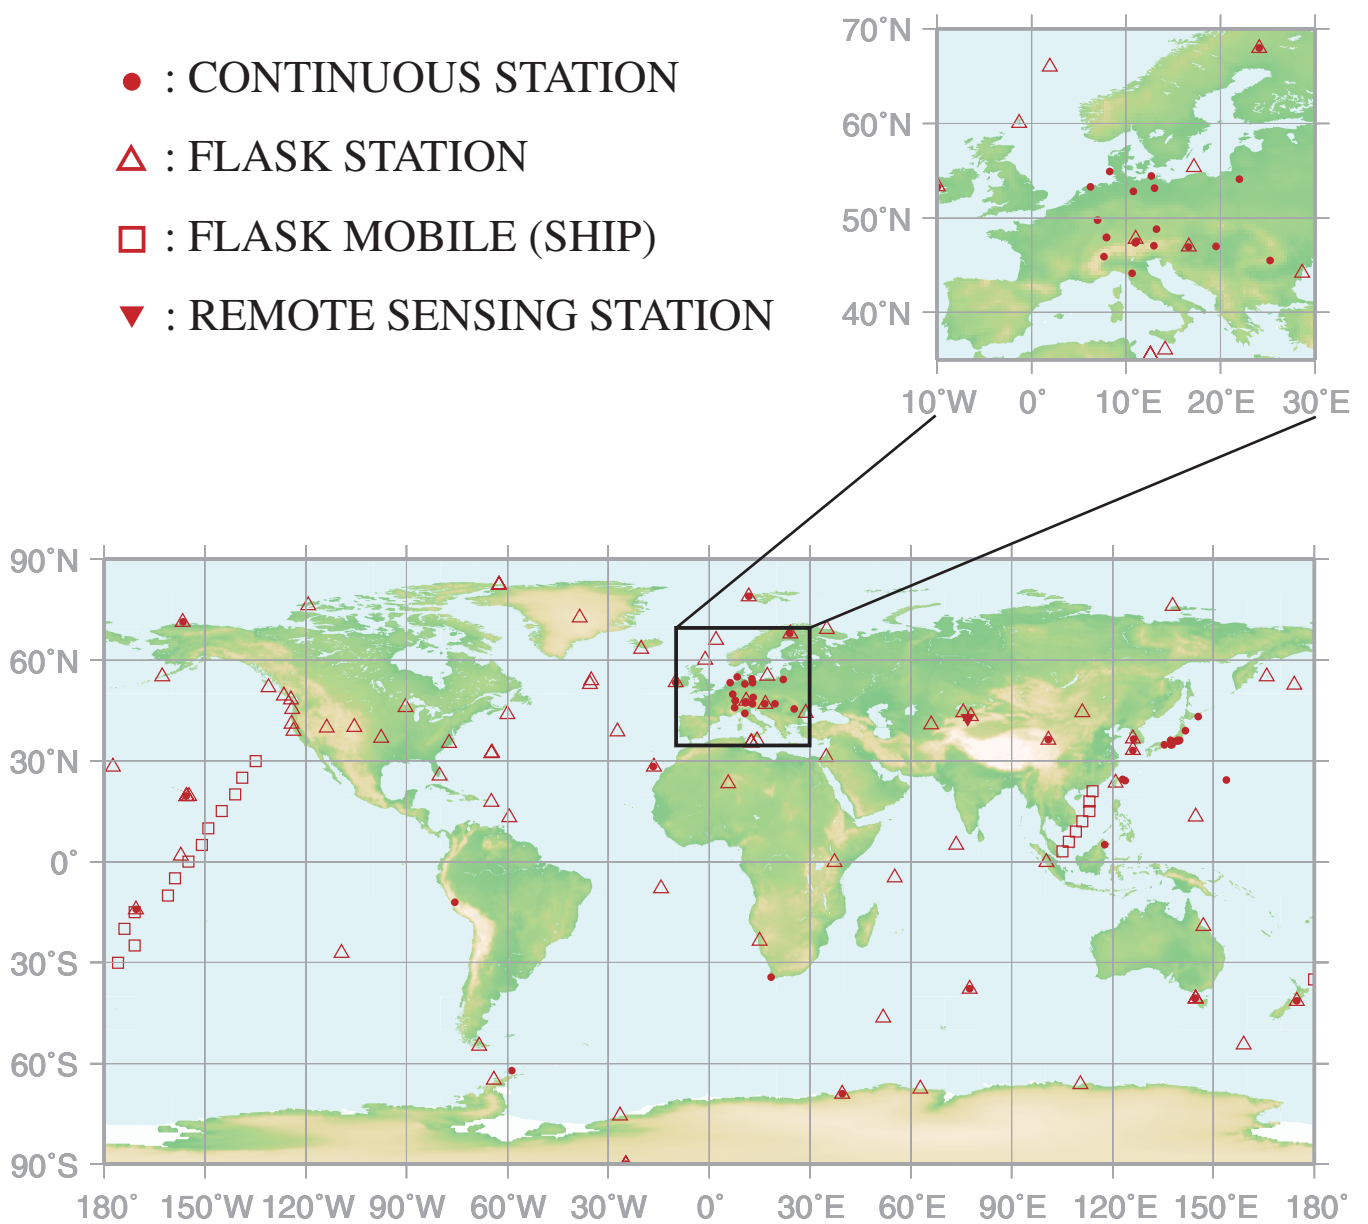 : CONTINUOUS STATION
: FLASK STATION
: FLASK MOBILE (SHIP)
: REMOTE SENSING STATION
70˚N
60˚N
50˚N
40˚N
10˚W 0˚ 10˚E 20˚E 30˚E
90˚N
60˚N
30˚N
0˚
30˚S
60˚S
90˚S
180˚ 150˚W 120˚W 90˚W 60˚W 30˚W 0˚ 30˚E 60˚E 90˚E 120˚E 150˚E 180˚